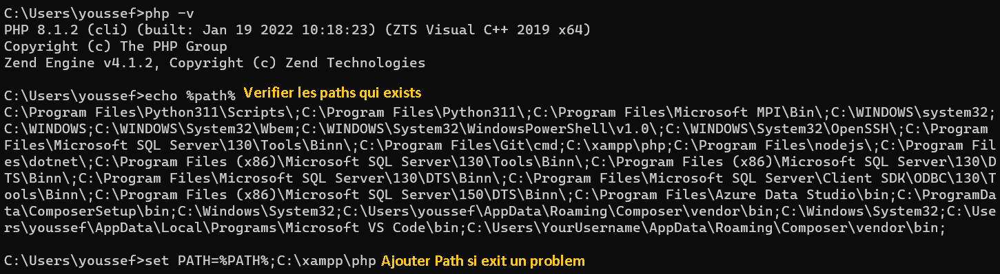 C:\Users\youssef>php -v
PHP 8.1.2 (cli) (built: Jan 19 2022 10:18:23) (ZTS Visual C++ 2019 x64)
Copyright (c) The PHP Group
Zend Engine v4.1.2, Copyright (c) Zend Technologies
C:\Users\youssef>echo %path% Verifier les paths qui exists
C:\Program Files\Python311\Scripts\;C:\Program Files\Python311\;C:\Program Files\Microsoft MPI\Bin\;C:\WINDOWS\system32;
C:\WINDOWS;C:\WINDOWS\System32\Wbem;C:\WINDOWS\System32\WindowsPowerShell\v1.0\;C:\WINDOWS\System32\OpenSSH\;C:\Program
Files\Microsoft SQL Server\130\Tools\Binn\;C:\Program Files\Git\cmd;C:\xampp\php;C:\Program Files\nodejs\;C:\Program Fil
es\dotnet\;C:\Program Files (x86)\Microsoft SQL Server\130\Tools\Binn\;C:\Program Files (x86)\Microsoft SQL Server\130\D
TS\Binn\;C:\Program Files\Microsoft SQL Server\130\DTS\Binn\;C:\Program Files\Microsoft SQL Server\Client SDK\ODBC\130\T
ools\Binn\;C:\Program Files (x86)\Microsoft SQL Server\150\DTS\Binn\;C:\Program Files\Azure Data Studio\bin;C:\ProgramDa
ta\ComposerSetup\bin;C:\Windows\System32;C:\Users\youssef\AppData\Roaming\Composer\vendor\bin;C:\Windows\System32;C:\Use
rs\youssef\AppData\Local\Programs\Microsoft VS Code\bin;C:\Users\YourUsername\AppData\Roaming\Composer\vendor\bin;
C:\Users\youssef>set PATH=%PATH%;C:\xampp\php Ajouter Path si exit un problem